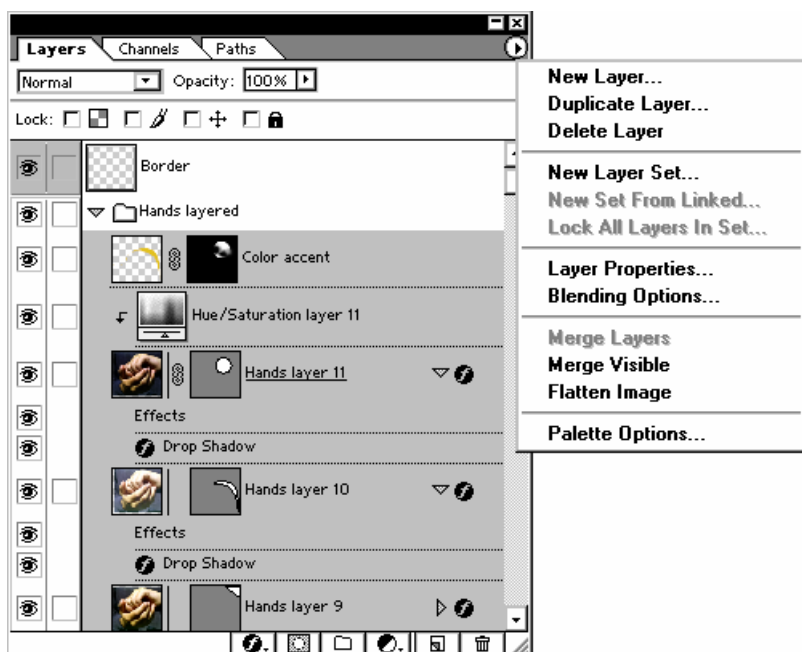 Layers Channels Paths
Normal Opacity: 100%
Lock:
Border
Hands layered
Color accent
Hue/Saturation layer 11
Hands layer 11
Effects
Drop Shadow
Hands layer 10
Effects
Drop Shadow
Hands layer 9
New Layer...
Duplicate Layer...
Delete Layer
New Layer Set...
New Set From Linked...
Lock All Layers In Set...
Layer Properties...
Blending Options...
Merge Layers
Merge Visible
Flatten Image
Palette Options...